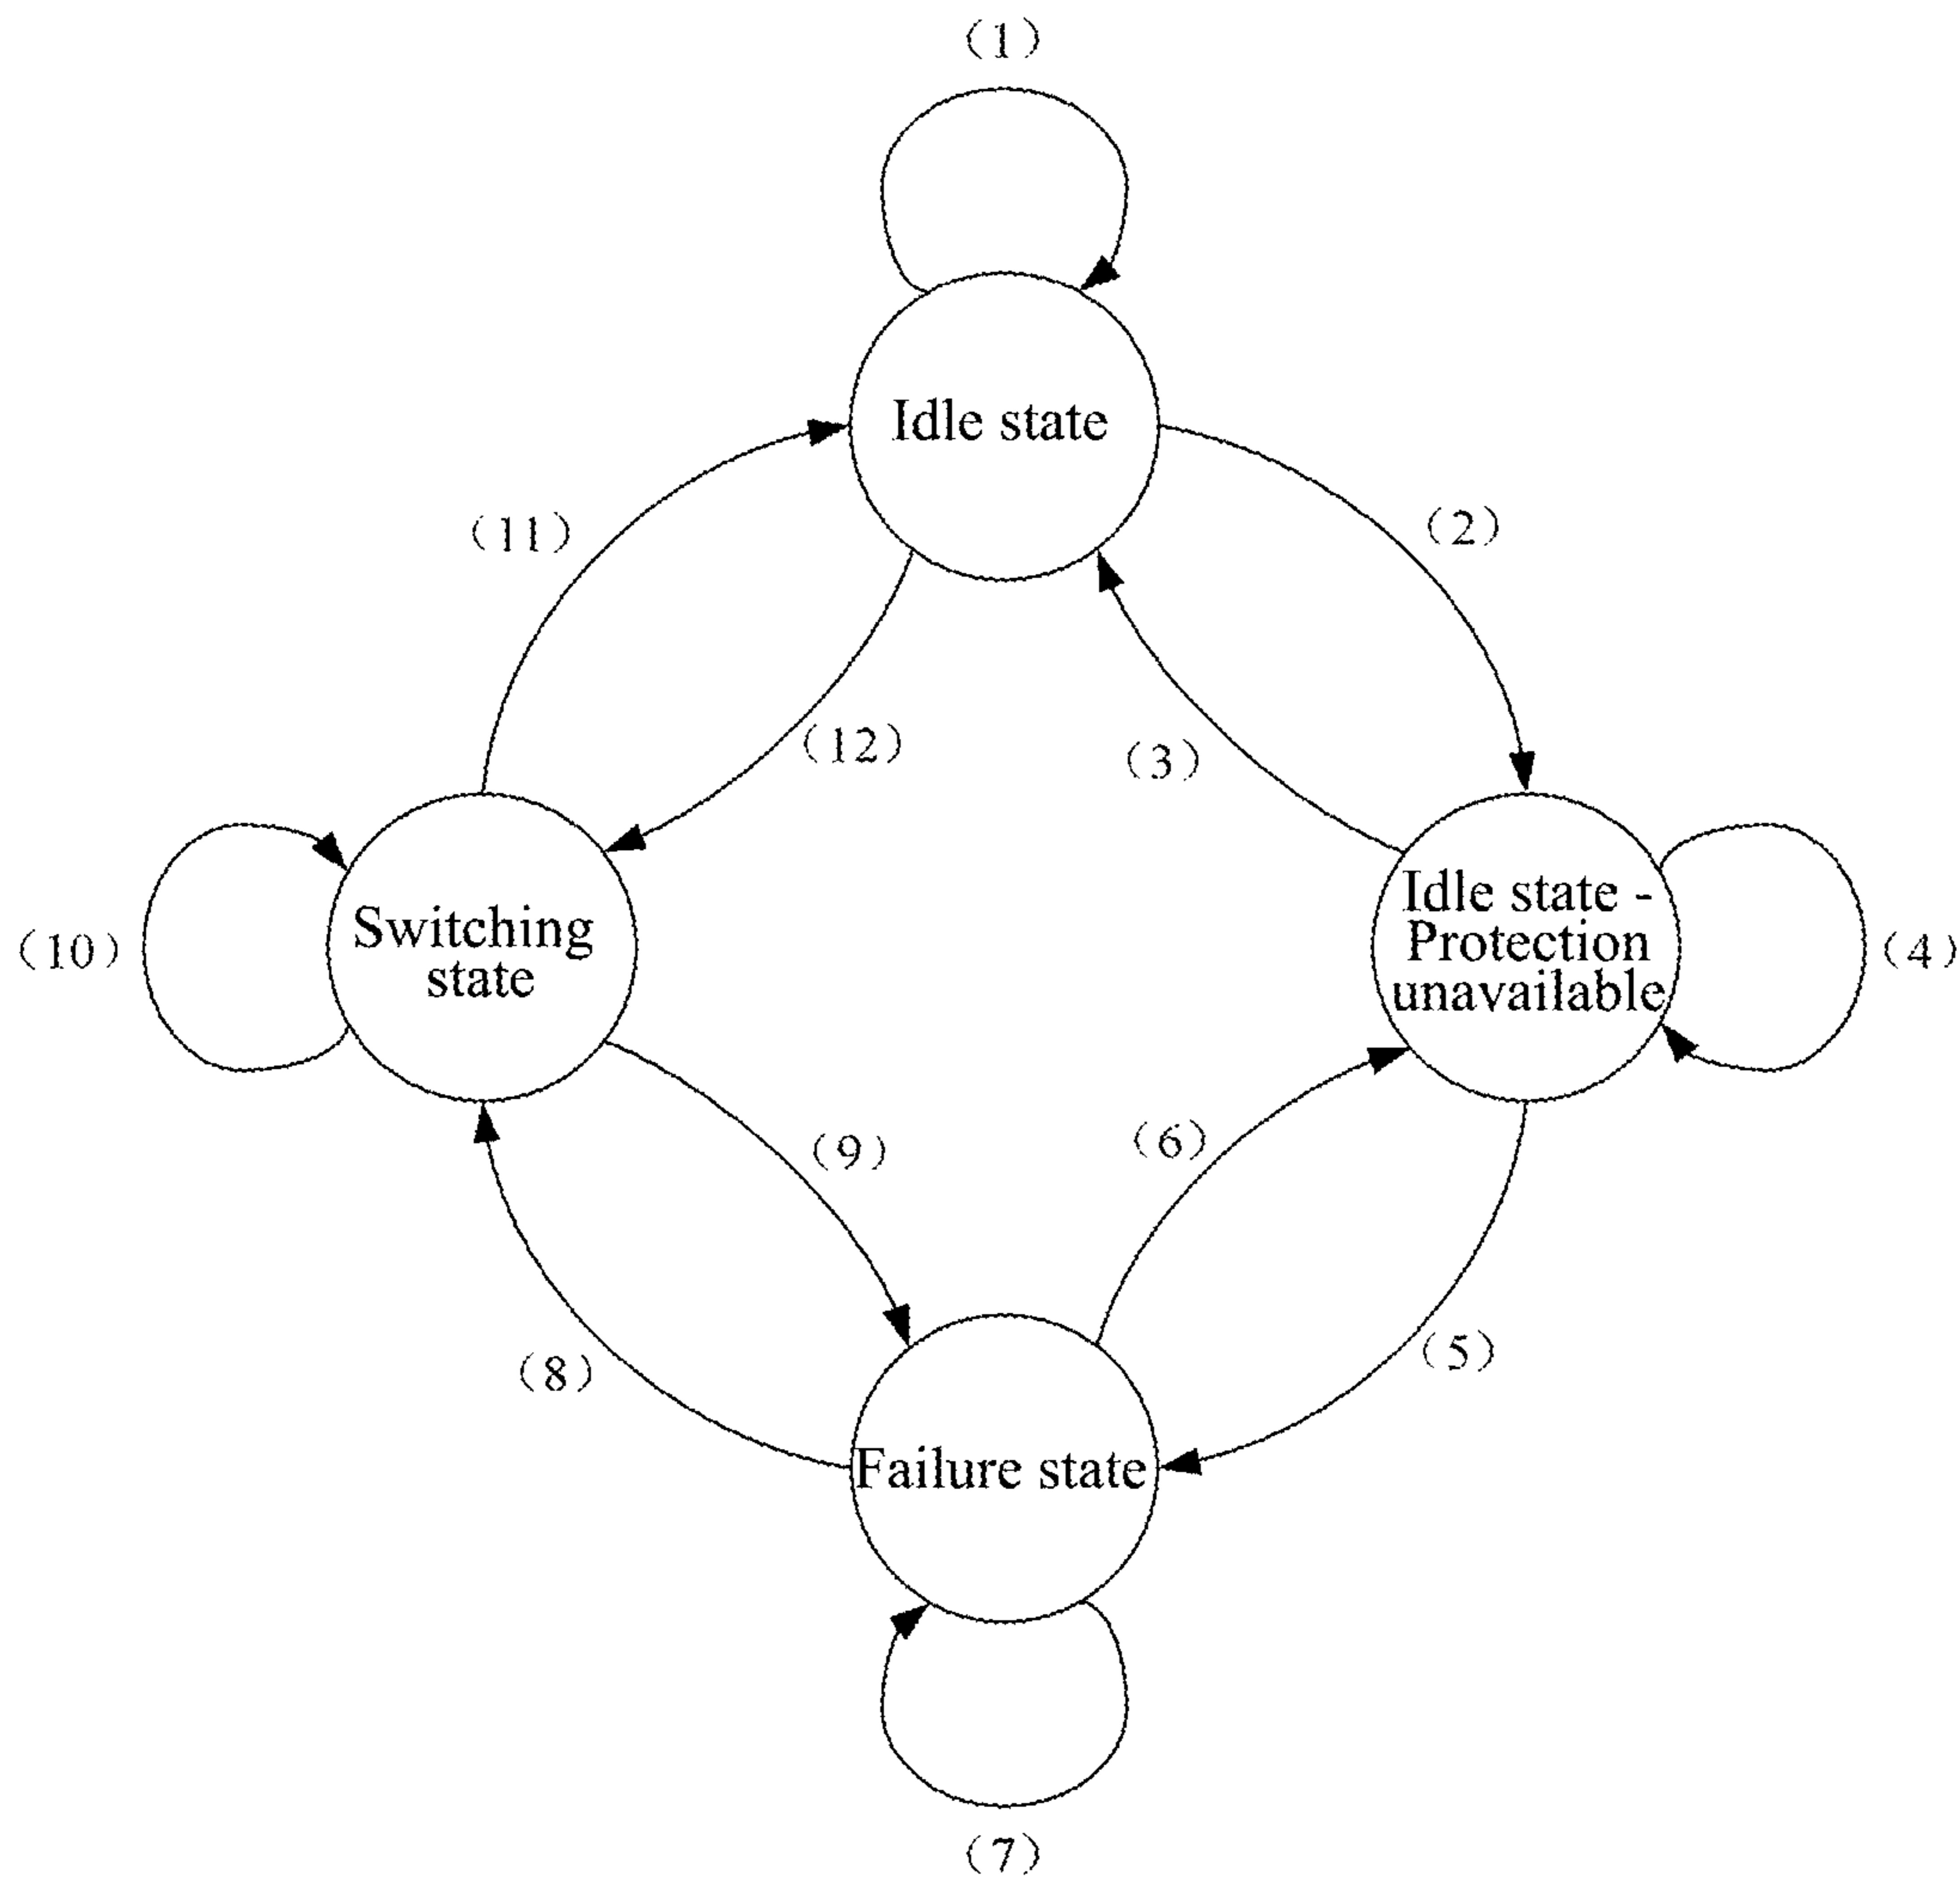 (1)
Idle state
(2)
(11)
(12)
(3)
Idle state -
Protection
unavailable
Switching
state
(10)
(4)
(9)
(6)
(8)
(5)
Failure state
(7)